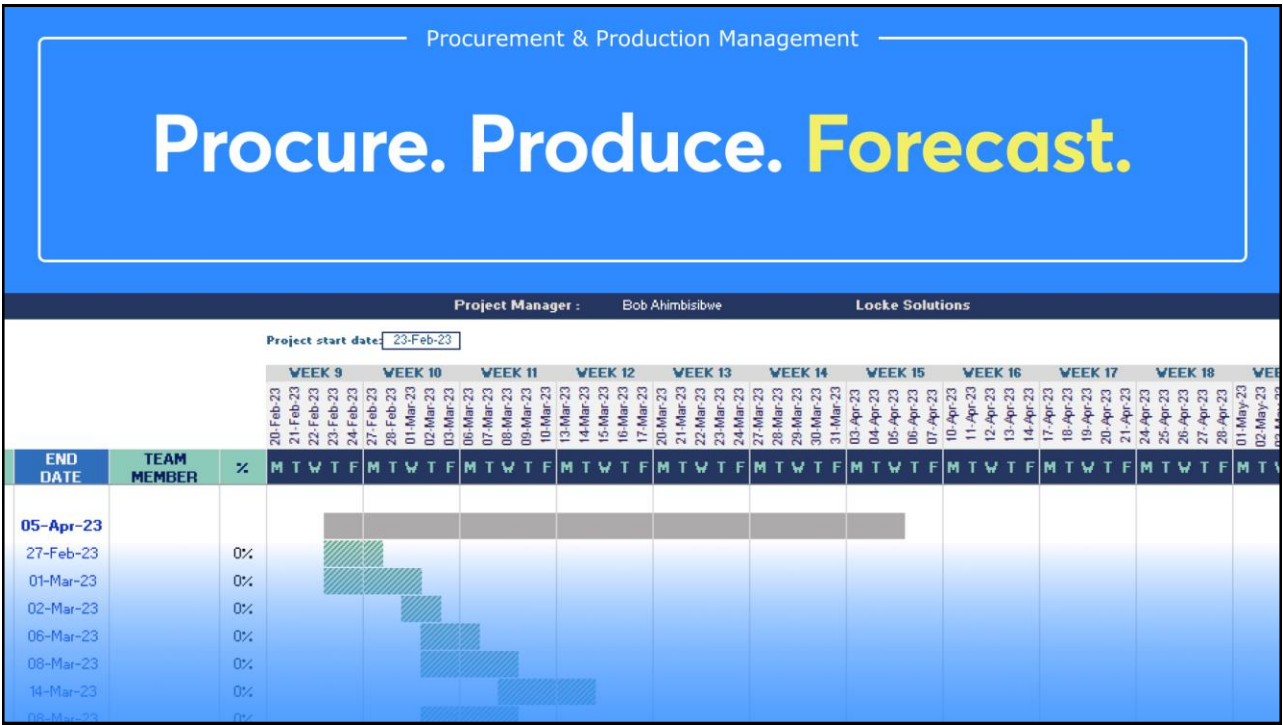 Procurement & Production Management
Procure. Produce. Forecast.
Project Manager : Bob Ahimbisibwe Locke Solutions
Project start date: 23-Feb-23
WEEK 9 WEEK 10 WEEK 11 WEEK 12 WEEK 13 WEEK 14 WEEK 15 WEEK 16 WEEK 17 WEEK 18
20-Feb-23 21-Feb-23 22-Feb-23 23-Feb-23 24-Feb-23 27-Feb-23 28-Feb-23 01-Mar-23 02-Mar-23 03-Mar-23 06-Mar-23 07-Mar-23 08-Mar-23 09-Mar-23 10-Mar-23 13-Mar-23 14-Mar-23 15-Mar-23 16-Mar-23 17-Mar-23 20-Mar-23 21-Mar-23 22-Mar-23 23-Mar-23 24-Mar-23 27-Mar-23 28-Mar-23 29-Mar-23 30-Mar-23 31-Mar-23 03-Apr-23 04-Apr-23 05-Apr-23 06-Apr-23 07-Apr-23 10-Apr-23 11-Apr-23 12-Apr-23 13-Apr-23 14-Apr-23 17-Apr-23 18-Apr-23 19-Apr-23 20-Apr-23 21-Apr-23 24-Apr-23 25-Apr-23 26-Apr-23 27-Apr-23 28-Apr-23 01-May-23 02-May-23
END DATE TEAM MEMBER % M T W T F M T W T F M T W T F M T W T F M T W T F M T W T F M T W T F M T W T F M T W T F M T W T F M T
05-Apr-23
27-Feb-23 0%
01-Mar-23 0%
02-Mar-23 0%
06-Mar-23 0%
08-Mar-23 0%
14-Mar-23 0%
08-Mar-23 0%